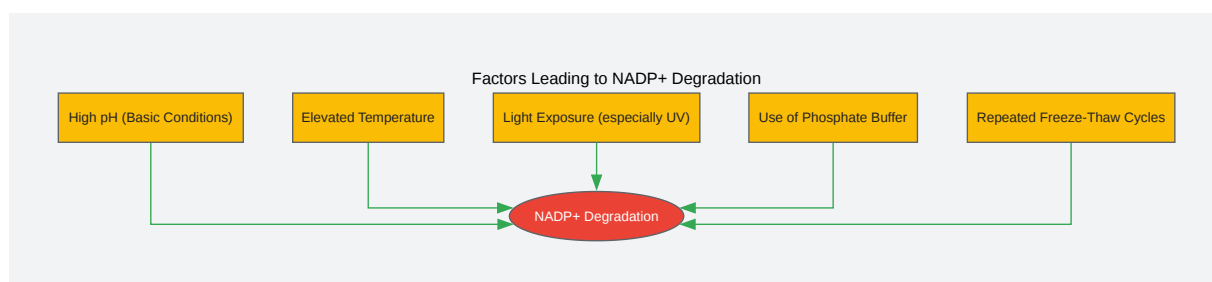 Factors Leading to NADP+ Degradation
High pH (Basic Conditions)
Elevated Temperature
Light Exposure (especially UV)
Use of Phosphate Buffer
Repeated Freeze-Thaw Cycles
NADP+ Degradation